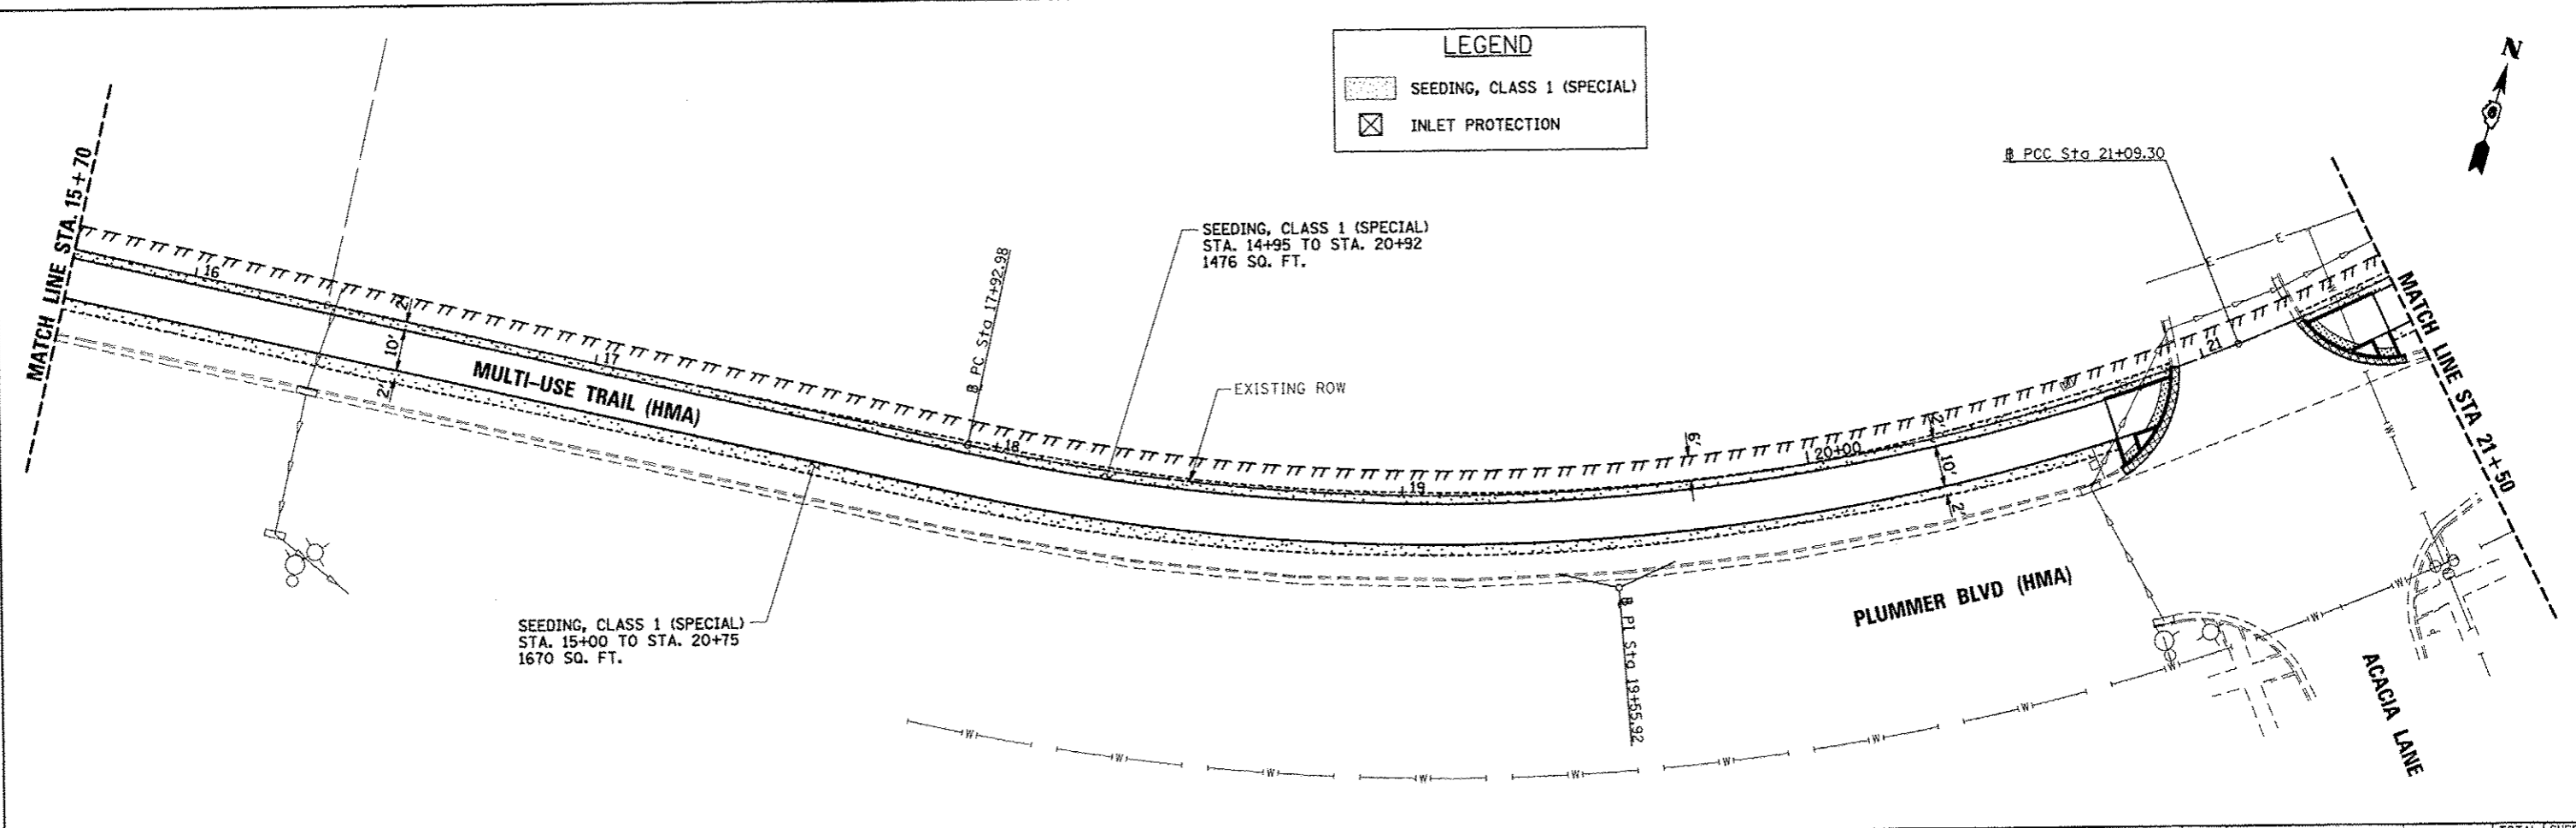 LEGEND
SEEDING, CLASS 1 (SPECIAL)
INLET PROTECTION
N
MATCH LINE STA. 15+70
16
2'
10'
2'
MULTI-USE TRAIL (HMA)
17
PC Sta 17+92.98
18
SEEDING, CLASS 1 (SPECIAL)
STA. 14+95 TO STA. 20+92
1476 SQ. FT.
EXISTING ROW
19
6'
20+00
2'
10'
2'
PCC Sta 21+09.30
21
E
E
MATCH LINE STA 21+50
SEEDING, CLASS 1 (SPECIAL)
STA. 15+00 TO STA. 20+75
1670 SQ. FT.
PI Sta 19+55.92
PLUMMER BLVD (HMA)
ACACIA LANE
W
W
W
W
W
W
W
W
W
W
W
W
TOTAL